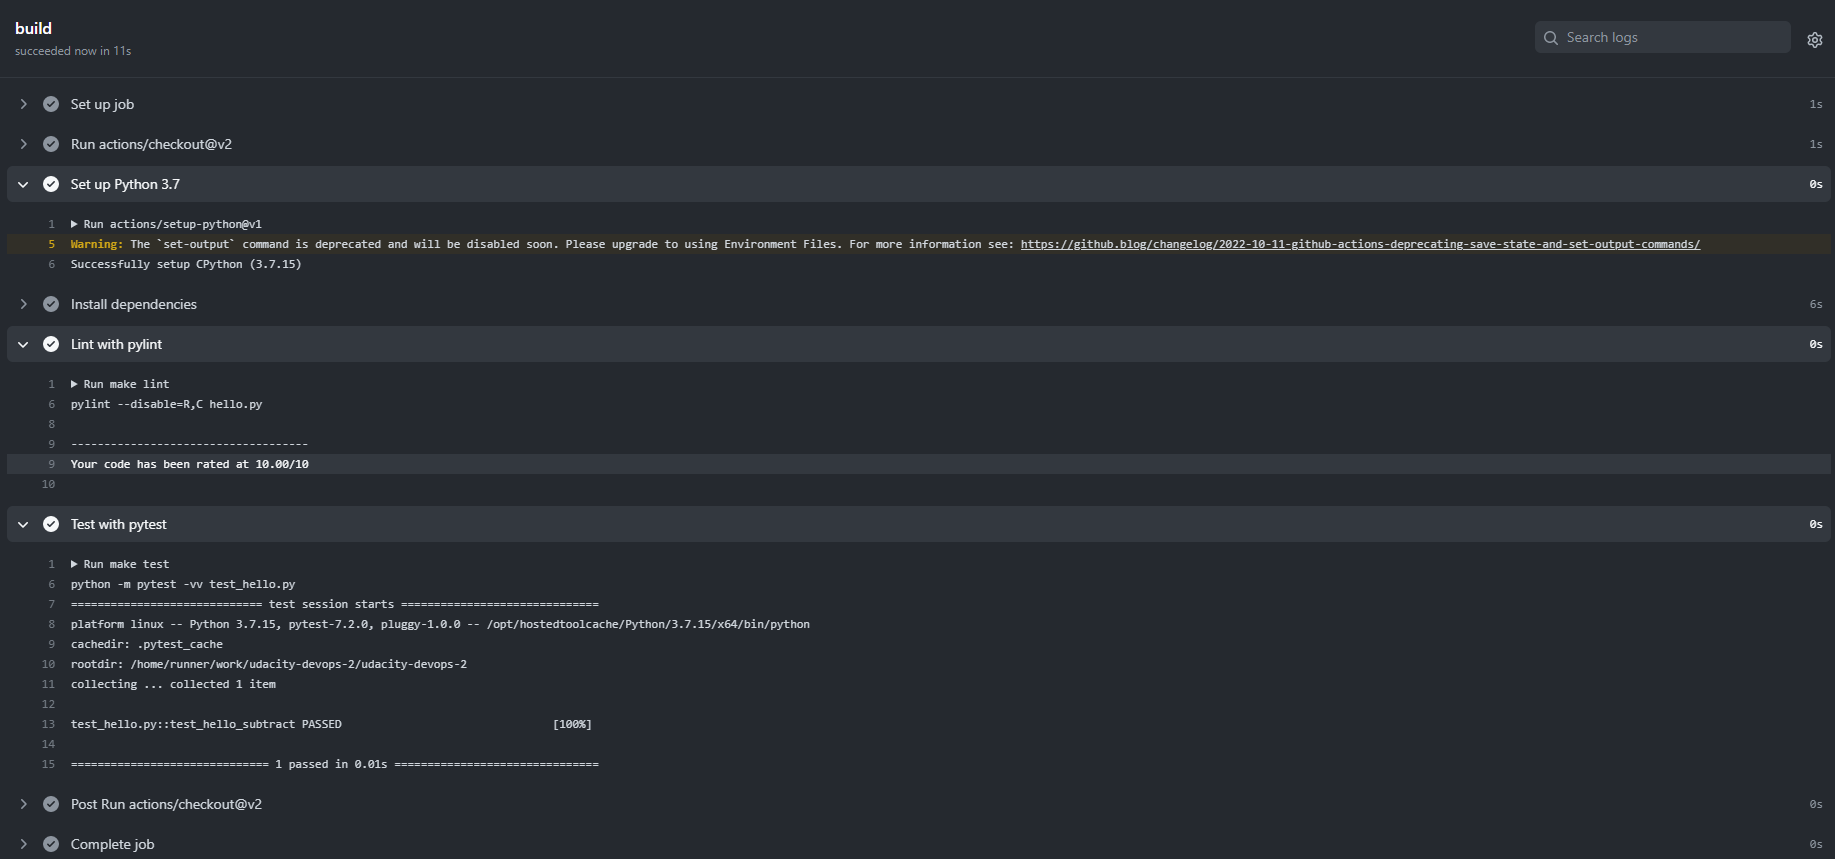 build
succeeded now in 11s
Search logs
Set up job 1s
Run actions/checkout@v2 1s
Set up Python 3.7 0s
1 Run actions/setup-python@v1
5 Warning: The `set-output` command is deprecated and will be disabled soon. Please upgrade to using Environment Files. For more information see: https://github.blog/changelog/2022-10-11-github-actions-deprecating-save-state-and-set-output-commands/
6 Successfully setup CPython (3.7.15)
Install dependencies 6s
Lint with pylint 0s
1 Run make lint
6 pylint --disable=R,C hello.py
8
9 ------------------------------------
9 Your code has been rated at 10.00/10
10
Test with pytest 0s
1 Run make test
6 python -m pytest -vv test_hello.py
7 ============================= test session starts ==============================
8 platform linux -- Python 3.7.15, pytest-7.2.0, pluggy-1.0.0 -- /opt/hostedtoolcache/Python/3.7.15/x64/bin/python
9 cachedir: .pytest_cache
10 rootdir: /home/runner/work/udacity-devops-2/udacity-devops-2
11 collecting ... collected 1 item
12
13 test_hello.py::test_hello_subtract PASSED [100%]
14
15 ============================== 1 passed in 0.01s ===============================
Post Run actions/checkout@v2 0s
Complete job 0s